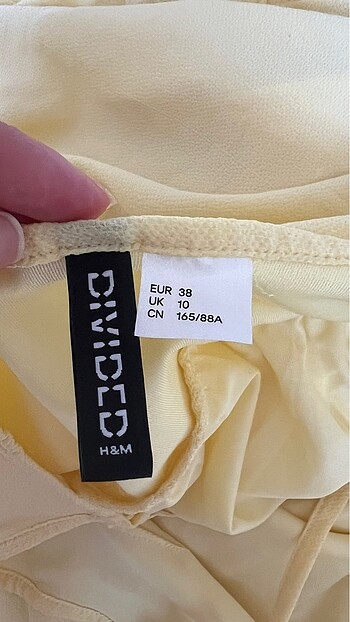 DIVIDED
H&M
EUR 38
UK 10
CN 165/88A